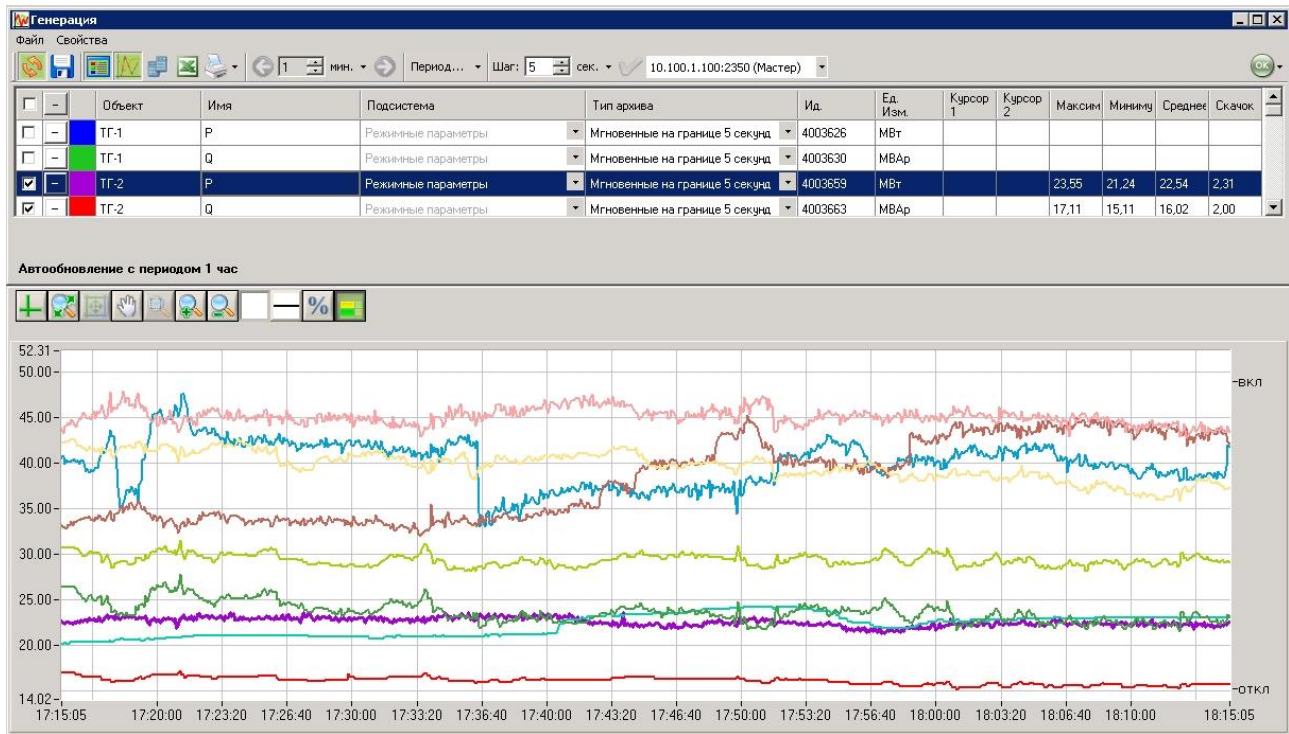 Генерация
Файл Свойства
1 мин. Период... Шаг: 5 сек. 10.100.1.100:2350 (Мастер) OK
Объект Имя Подсистема Тип архива Ид. Ед. Изм. Курсор 1 Курсор 2 Максим Миниму Среднее Скачок
ТГ-1 P Режимные параметры Мгновенные на границе 5 секунд 4003626 МВт
ТГ-1 Q Режимные параметры Мгновенные на границе 5 секунд 4003630 МВАр
ТГ-2 P Режимные параметры Мгновенные на границе 5 секунд 4003659 МВт 23,55 21,24 22,54 2,31
ТГ-2 Q Режимные параметры Мгновенные на границе 5 секунд 4003663 МВАр 17,11 15,11 16,02 2,00
Автообновление с периодом 1 час
%
52.31
50.00
вкл
45.00
40.00
35.00
30.00
25.00
20.00
14.02
откл
17:15:05 17:20:00 17:23:20 17:26:40 17:30:00 17:33:20 17:36:40 17:40:00 17:43:20 17:46:40 17:50:00 17:53:20 17:56:40 18:00:00 18:03:20 18:06:40 18:10:00 18:15:05